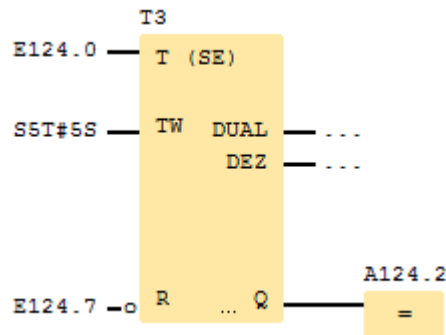 T3
E124.0 T (SE)
S5T#5S TW DUAL ...
DEZ ...
A124.2
E124.7 R ... Q
=